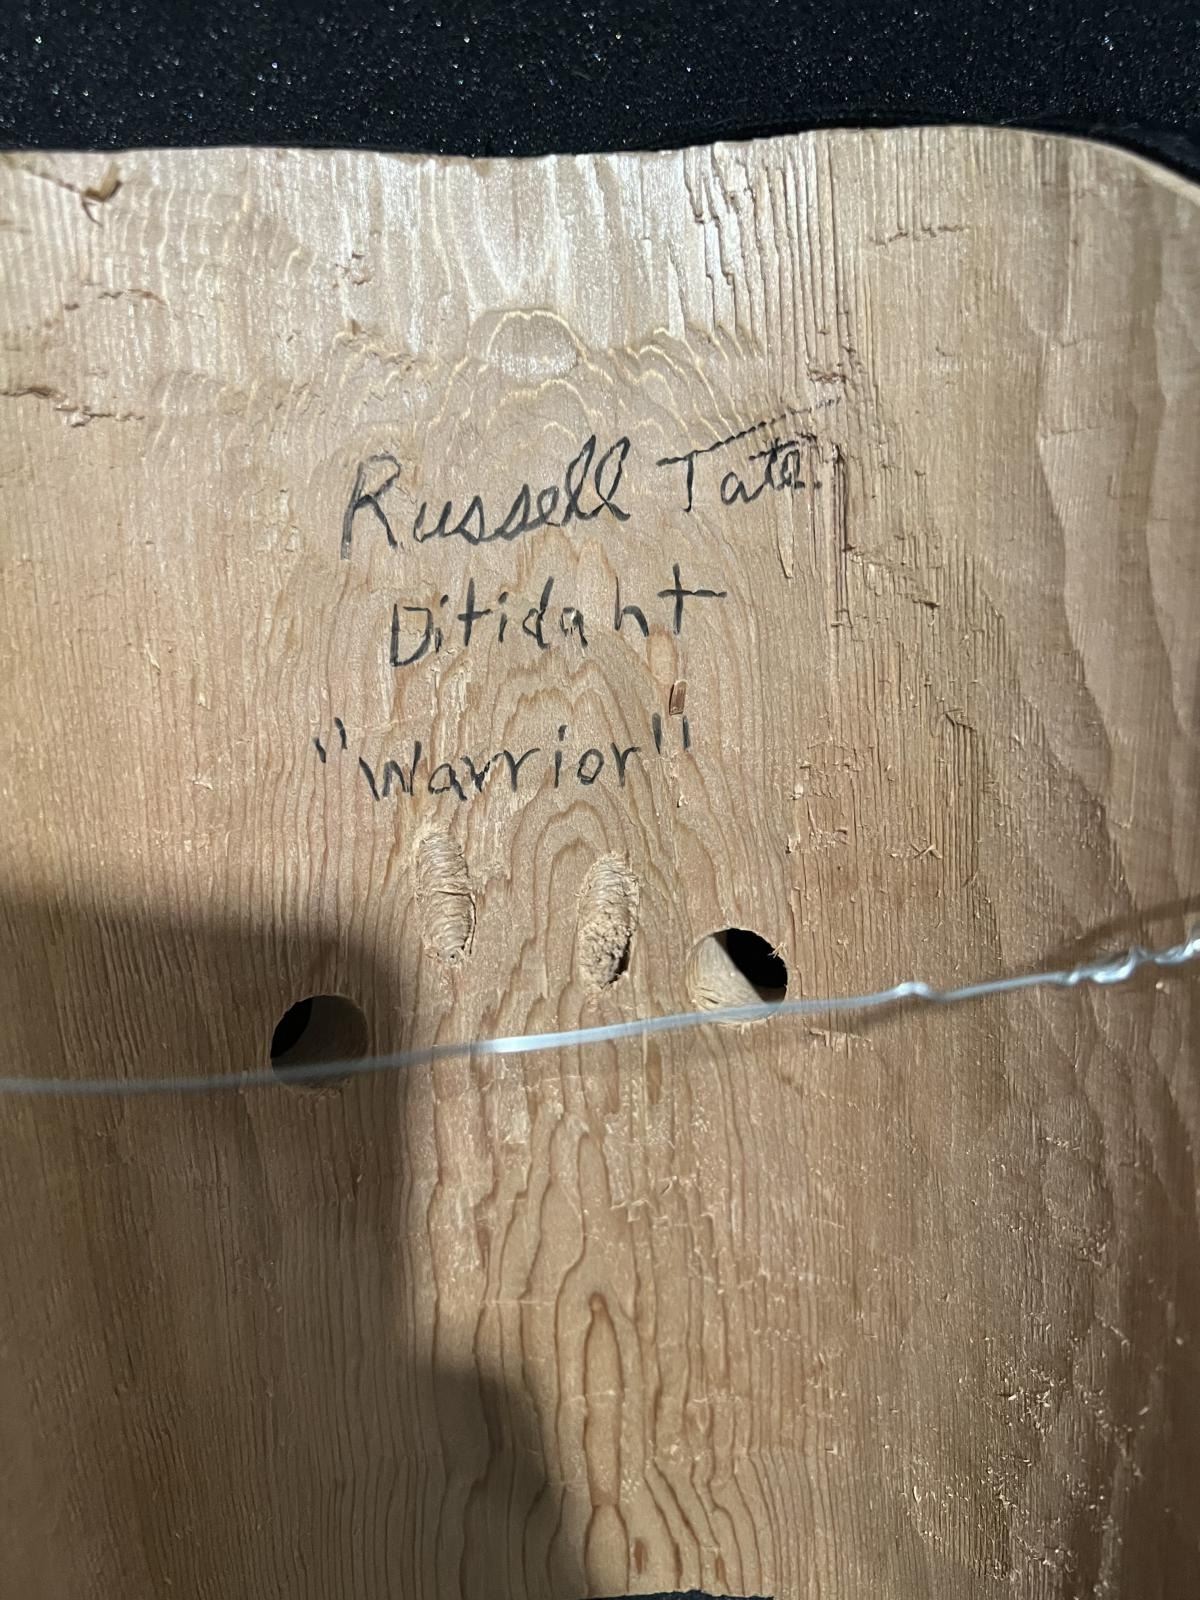 Russell Tate.
Ditidaht
"Warrior"